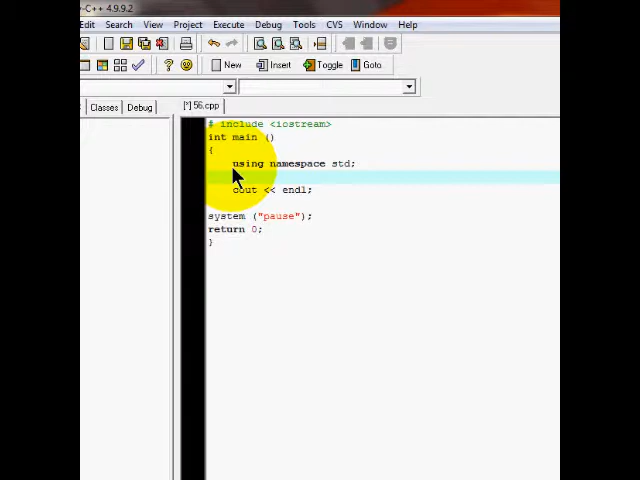 -C++ 4.9.9.2
Edit Search View Project Execute Debug Tools CVS Window Help
New Insert Toggle Goto
Classes Debug [*] 56.cpp
# include <iostream>
int main ()
{
using namespace std;
cout << endl;
system ("pause");
return 0;
}